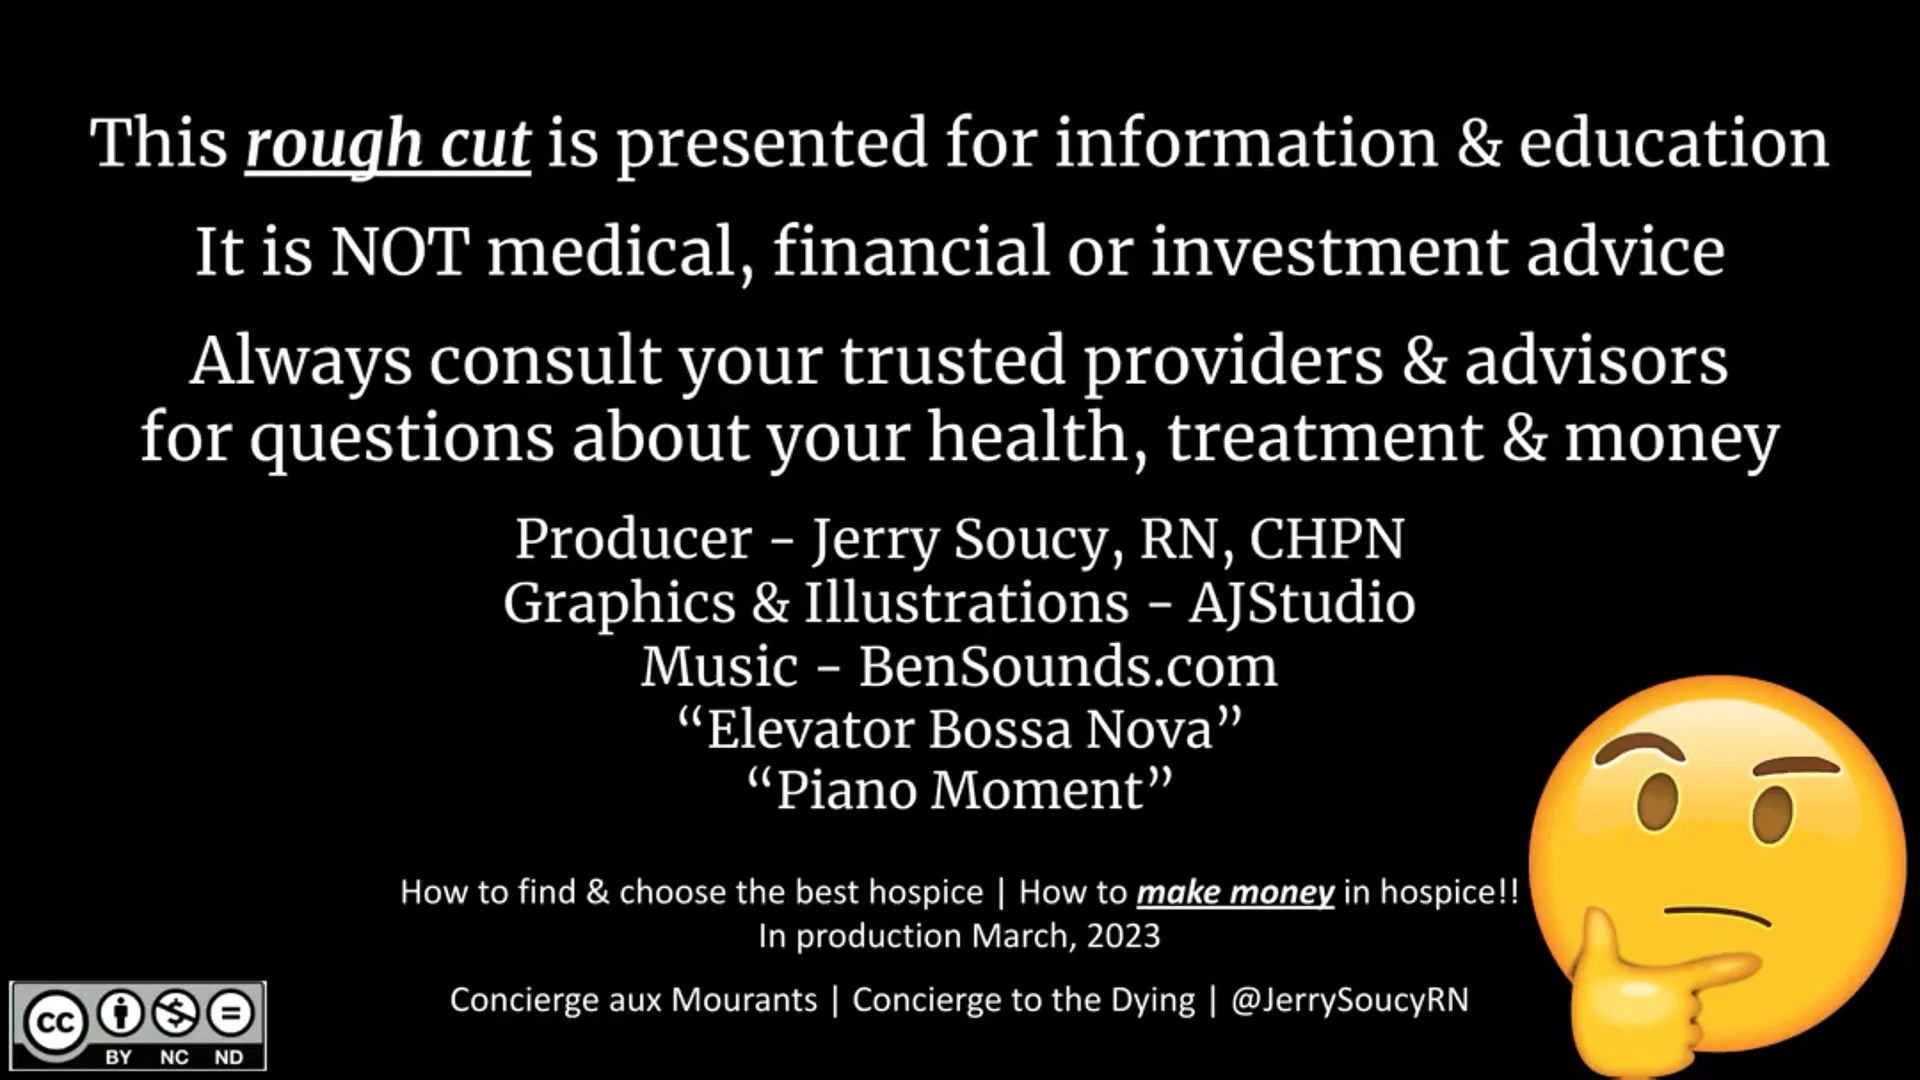 This rough cut is presented for information & education
It is NOT medical, financial or investment advice
Always consult your trusted providers & advisors
for questions about your health, treatment & money
Producer - Jerry Soucy, RN, CHPN
Graphics & Illustrations - AJStudio
Music - BenSounds.com
“Elevator Bossa Nova”
“Piano Moment”
How to find & choose the best hospice | How to make money in hospice!!
In production March, 2023
Concierge aux Mourants | Concierge to the Dying | @JerrySoucyRN
cc
BY NC ND